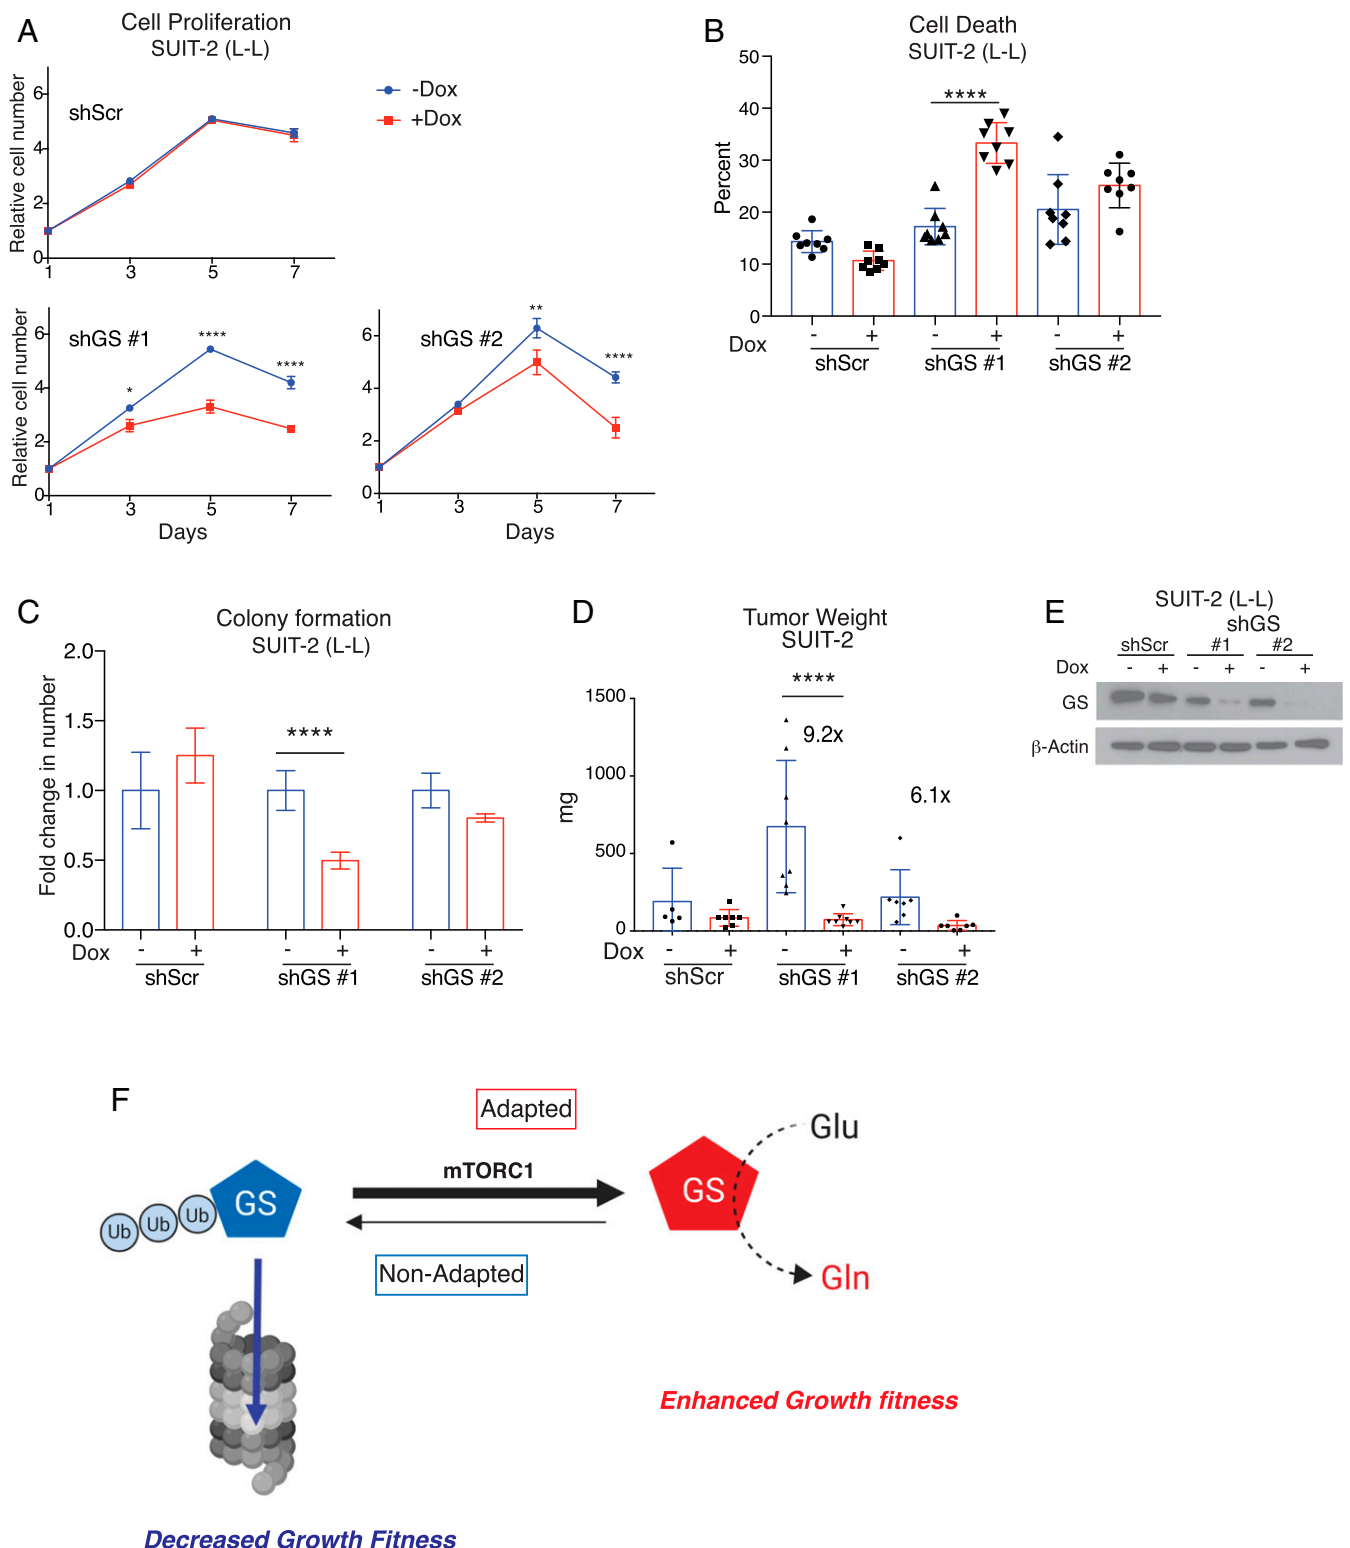 A
Cell Proliferation
SUIT-2 (L-L)
Relative cell number
6
4
2
0
shScr
1 3 5 7
-Dox
+Dox
Relative cell number
6
4
2
0
shGS #1
* **** ****
1 3 5 7
Days
6
4
2
0
shGS #2
** ****
1 3 5 7
Days
B
Cell Death
SUIT-2 (L-L)
Percent
50
40
30
20
10
0
****
Dox - + - + - +
shScr shGS #1 shGS #2
C
Colony formation
SUIT-2 (L-L)
Fold change in number
2.0
1.5
1.0
0.5
0.0
****
Dox - + - + - +
shScr shGS #1 shGS #2
D
Tumor Weight
SUIT-2
mg
1500
1000
500
0
****
9.2x
6.1x
Dox - + - + - +
shScr shGS #1 shGS #2
E
SUIT-2 (L-L)
shGS
shScr #1 #2
Dox - + - + - +
GS
β-Actin
F
Adapted
mTORC1
Non-Adapted
Ub Ub Ub GS
GS
Glu
Gln
Enhanced Growth fitness
Decreased Growth Fitness